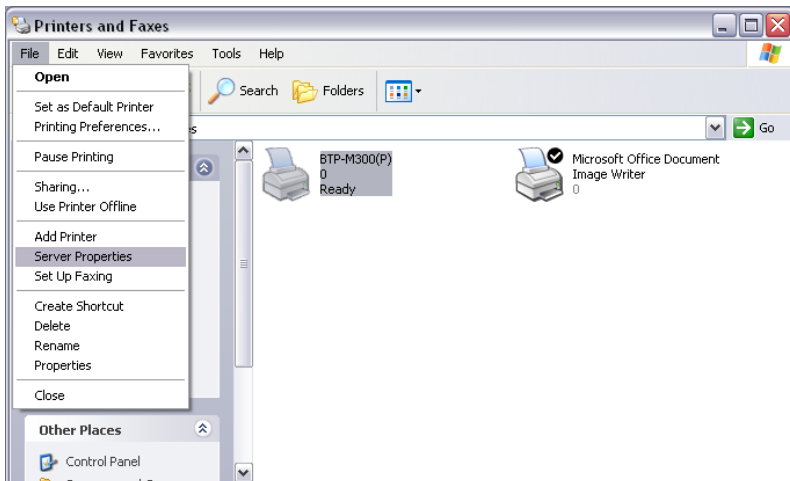 Printers and Faxes
File Edit View Favorites Tools Help
Open
Set as Default Printer
Printing Preferences...
Pause Printing
Sharing...
Use Printer Offline
Add Printer
Server Properties
Set Up Faxing
Create Shortcut
Delete
Rename
Properties
Close
Search Folders
Go
BTP-M300(P)
0
Ready
Microsoft Office Document
Image Writer
0
Other Places
Control Panel